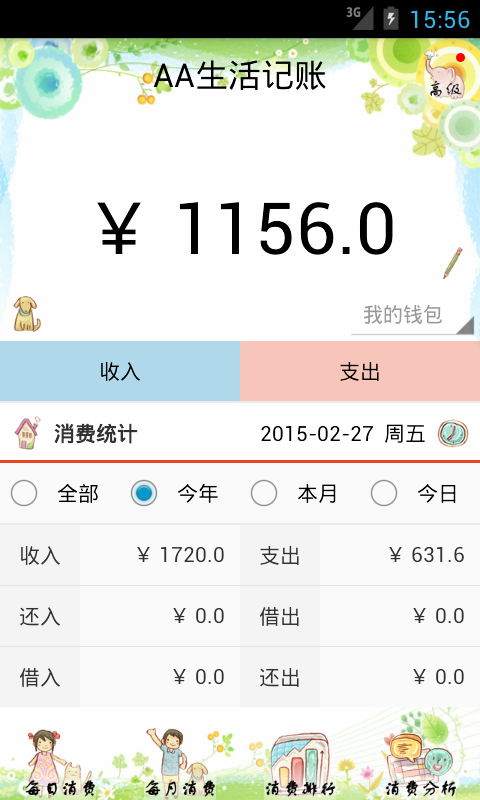 3G 15:56
AA生活记账
高级
¥ 1156.0
我的钱包
收入 支出
消费统计 2015-02-27 周五
全部 今年 本月 今日
收入 ¥ 1720.0 支出 ¥ 631.6
还入 ¥ 0.0 借出 ¥ 0.0
借入 ¥ 0.0 还出 ¥ 0.0
每日消费 每月消费 消费排行 消费分析